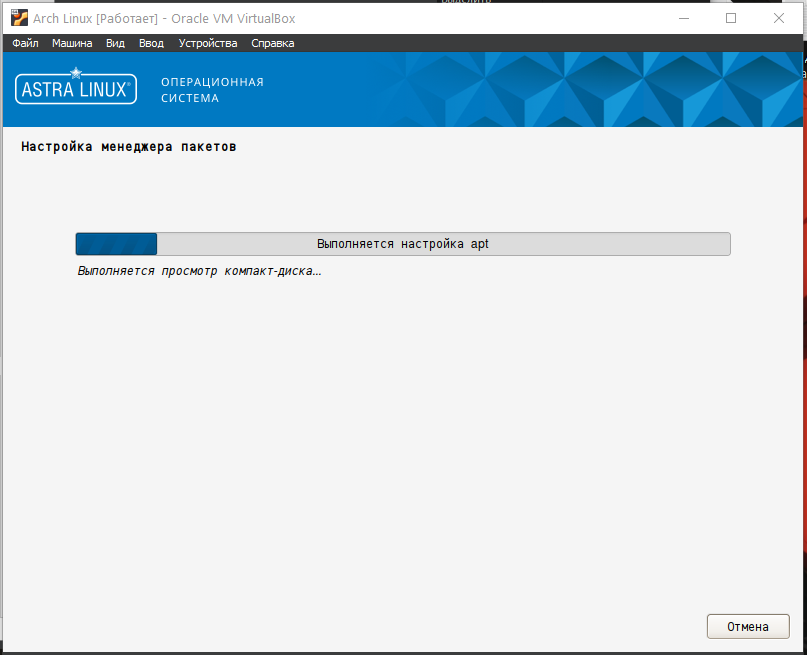 Arch Linux [Работает] - Oracle VM VirtualBox
Файл Машина Вид Ввод Устройства Справка
ASTRA LINUX®
ОПЕРАЦИОННАЯ
СИСТЕМА
Настройка менеджера пакетов
Выполняется настройка apt
Выполняется просмотр компакт-диска...
Отмена